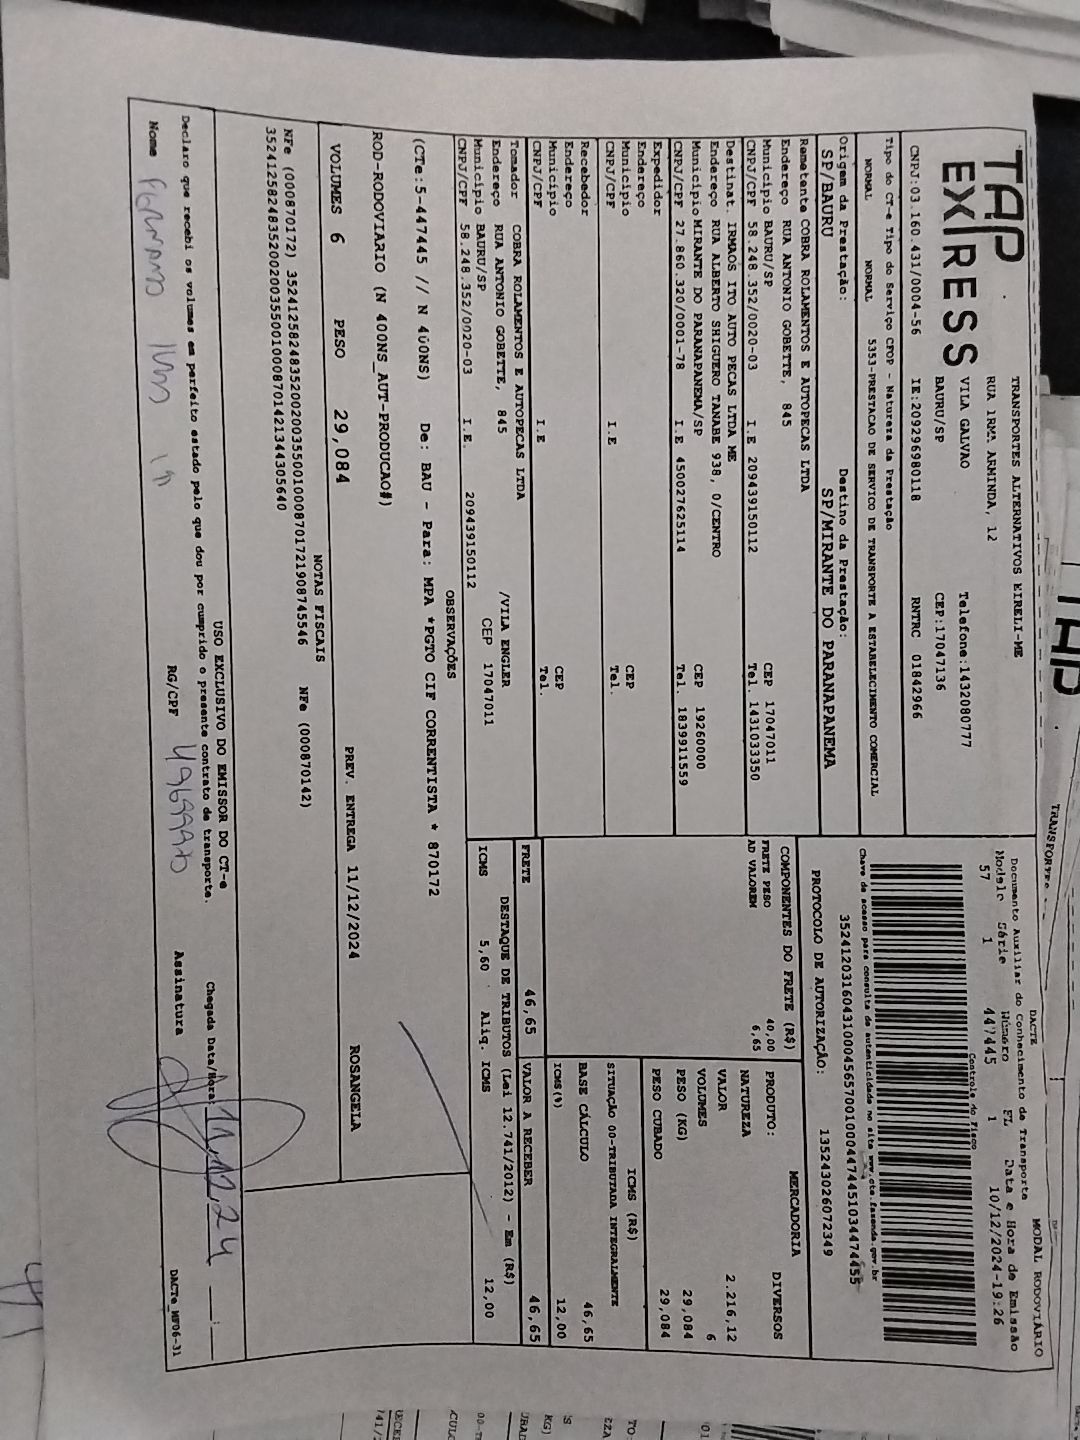 TAP
EXPRESS
TRANSPORTES ALTERNATIVOS EIRELI-ME
RUA IRMA ARMINDA, 12
VILA GALVAO Telefone:1432080777
BAURU/SP CEP:17047136
CNPJ:03.160.431/0004-56 IE:209296980118 RNTRC 01842966
Tipo do CT-e Tipo do Serviço CFOP - Natureza da Prestação
NORMAL NORMAL 5353-PRESTACAO DE SERVICO DE TRANSPORTE A ESTABELECIMENTO COMERCIAL
Origem da Prestação: Destino da Prestação:
SP/BAURU SP/MIRANTE DO PARANAPANEMA
DACTE MODAL RODOVIÁRIO
Documento Auxiliar do Conhecimento de Transporte
Modelo Série Número FL Data e Hora de Emissão
57 1 447445 1 10/12/2024-19:26
Controle do Fisco
Chave de acesso para consulta de autenticidade no site www.cte.fazenda.gov.br
PROTOCOLO DE AUTORIZAÇÃO: 135243026072349
Remetente COBRA ROLAMENTOS E AUTOPECAS LTDA
Endereço RUA ANTONIO GOBETTE, 845
Município BAURU/SP CEP 17047011
CNPJ/CPF 58.248.352/0020-03 I.E 209439150112 Tel. 1431033350
Destinat. IRMAOS ITO AUTO PECAS LTDA ME
Endereço RUA ALBERTO SHIGUERO TANABE 938, 0/CENTRO
Município MIRANTE DO PARANAPANEMA/SP CEP 19260000
CNPJ/CPF 27.860.320/0001-78 I.E 450027625114 Tel. 1839911559
Expedidor
Endereço
Município CEP
CNPJ/CPF I.E Tel.
Recebedor
Endereço
Município CEP
CNPJ/CPF I.E Tel.
Tomador COBRA ROLAMENTOS E AUTOPECAS LTDA
Endereço RUA ANTONIO GOBETTE, 845 /VILA ENGLER
Município BAURU/SP CEP 17047011
CNPJ/CPF 58.248.352/0020-03 I.E. 209439150112
COMPONENTES DO FRETE (R$)
FRETE PESO 40,00
AD VALOREM 6,65
MERCADORIA
PRODUTO: DIVERSOS
NATUREZA
VALOR 2.216,12
VOLUMES 6
PESO (KG) 29,084
PESO CUBADO 29,084
ICMS (R$)
SITUAÇÃO 00-TRIBUTADA INTEGRALMENTE
BASE CÁLCULO 46,65
ICMS(%) 12,00
FRETE 46,65 VALOR A RECEBER 46,65
DESTAQUE DE TRIBUTOS (Lei 12.741/2012) - Em (R$)
ICMS 5,60 Aliq. ICMS 12,00
OBSERVAÇÕES
(CTe:5-447445 // N 400NS) De: BAU - Para: MPA *PGTO CIF CORRENTISTA * 870172
ROD-RODOVIARIO (N 400NS_AUT-PRODUCAO#)
VOLUMES 6 PESO 29,084 PREV. ENTREGA 11/12/2024 ROSANGELA
NOTAS FISCAIS
NFe (000870172) 35241258248352002003550010008701721908745546 NFe (000870142)
35241258248352002003550010008701421344305640
USO EXCLUSIVO DO EMISSOR DO CT-e
Declaro que recebi os volumes em perfeito estado pelo que dou por cumprido o presente contrato de transporte. Chegada Data/Hora: 11.12.24 __:__
Nome FERNANDO RG/CPF Assinatura
DACTe_MF06-31
TAP
TRANSPORTES